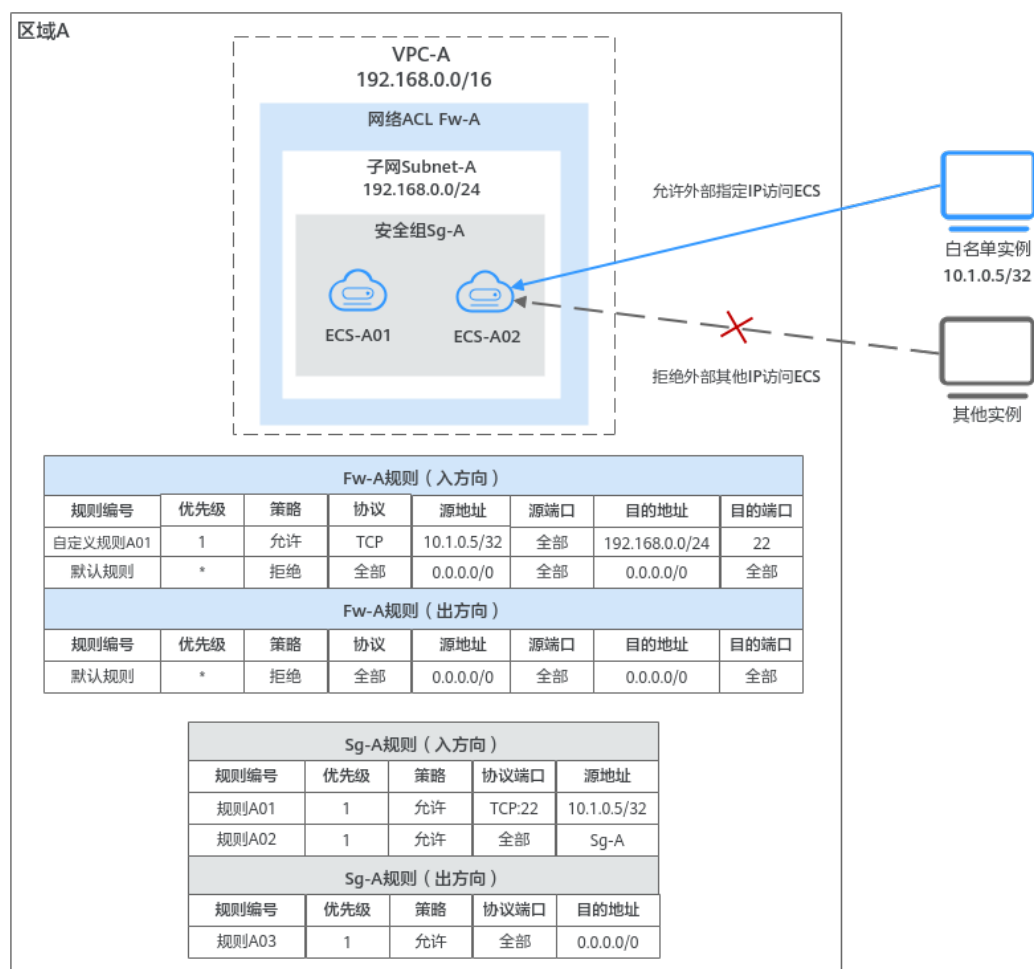 区域A
VPC-A
192.168.0.0/16
网络ACL Fw-A
子网Subnet-A
192.168.0.0/24
安全组Sg-A
ECS-A01
ECS-A02
允许外部指定IP访问ECS
白名单实例
10.1.0.5/32
拒绝外部其他IP访问ECS
其他实例
Fw-A规则（入方向）
规则编号 优先级 策略 协议 源地址 源端口 目的地址 目的端口
自定义规则A01 1 允许 TCP 10.1.0.5/32 全部 192.168.0.0/24 22
默认规则 * 拒绝 全部 0.0.0.0/0 全部 0.0.0.0/0 全部
Fw-A规则（出方向）
规则编号 优先级 策略 协议 源地址 源端口 目的地址 目的端口
默认规则 * 拒绝 全部 0.0.0.0/0 全部 0.0.0.0/0 全部
Sg-A规则（入方向）
规则编号 优先级 策略 协议端口 源地址
规则A01 1 允许 TCP:22 10.1.0.5/32
规则A02 1 允许 全部 Sg-A
Sg-A规则（出方向）
规则编号 优先级 策略 协议端口 目的地址
规则A03 1 允许 全部 0.0.0.0/0